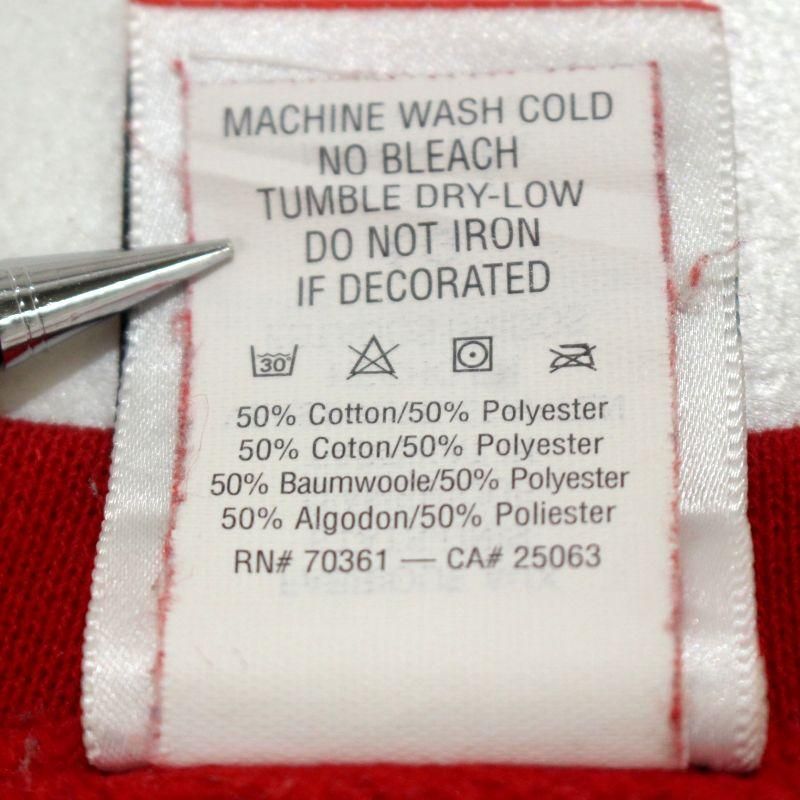 MACHINE WASH COLD
NO BLEACH
TUMBLE DRY-LOW
DO NOT IRON
IF DECORATED
30°
50% Cotton/50% Polyester
50% Coton/50% Polyester
50% Baumwoole/50% Polyester
50% Algodon/50% Poliester
RN# 70361 — CA# 25063